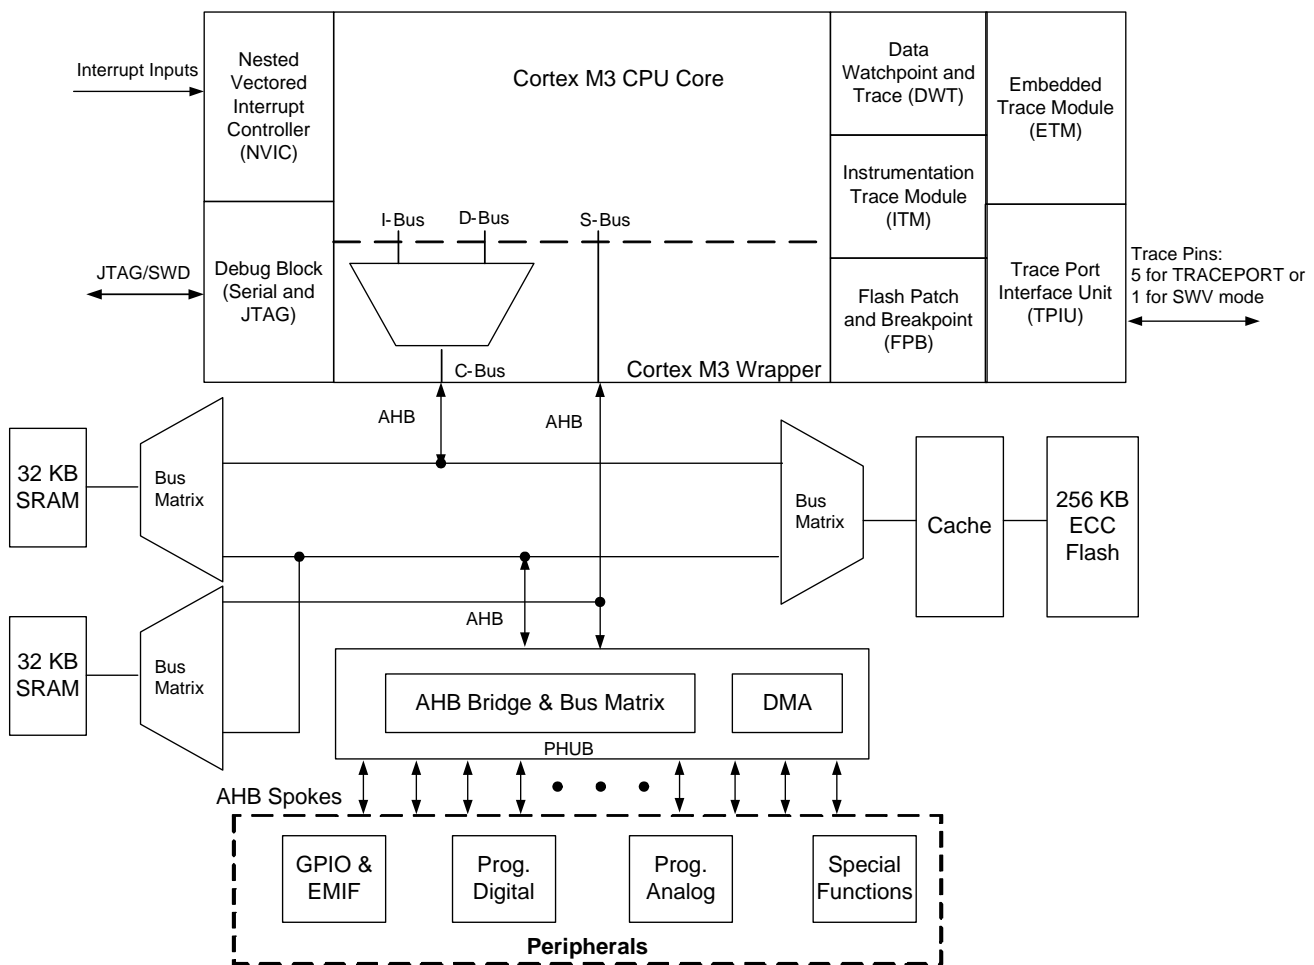 Interrupt Inputs
Nested
Vectored
Interrupt
Controller
(NVIC)
Cortex M3 CPU Core
Data
Watchpoint and
Trace (DWT)
Embedded
Trace Module
(ETM)
Instrumentation
Trace Module
(ITM)
I-Bus
D-Bus
S-Bus
JTAG/SWD
Debug Block
(Serial and
JTAG)
Flash Patch
and Breakpoint
(FPB)
Trace Port
Interface Unit
(TPIU)
Trace Pins:
5 for TRACEPORT or
1 for SWV mode
C-Bus
Cortex M3 Wrapper
AHB
AHB
32 KB
SRAM
Bus
Matrix
Bus
Matrix
Cache
256 KB
ECC
Flash
AHB
32 KB
SRAM
Bus
Matrix
AHB Bridge & Bus Matrix
DMA
PHUB
AHB Spokes
GPIO &
EMIF
Prog.
Digital
Prog.
Analog
Special
Functions
Peripherals